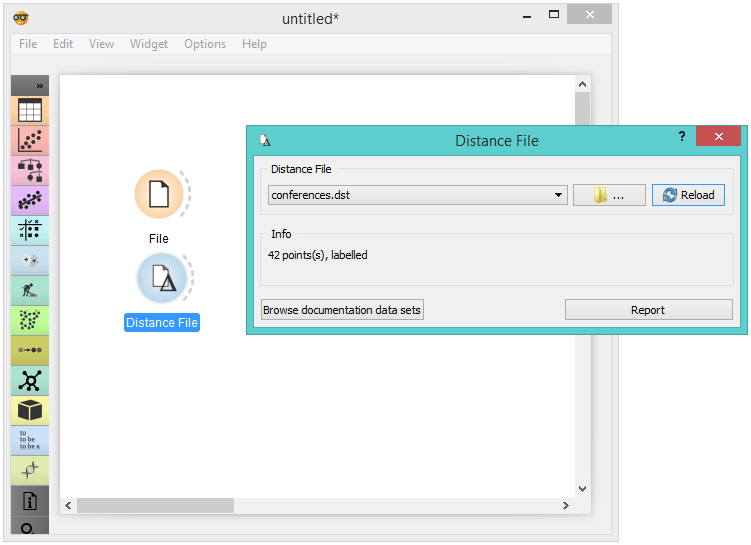 untitled*
File Edit View Widget Options Help
»
Distance File
?
Distance File
conferences.dst
...
Reload
Info
42 points(s), labelled
Browse documentation data sets
Report
File
Distance File
to
to be
to be a